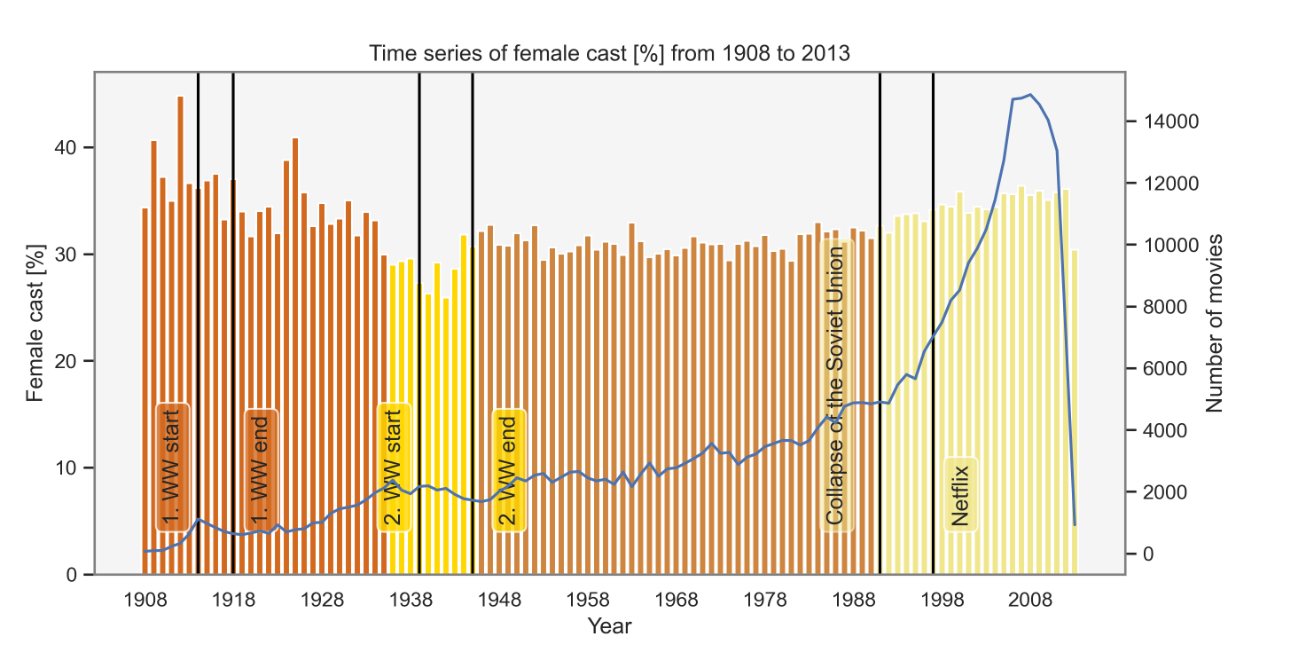 Time series of female cast [%] from 1908 to 2013
Female cast [%]
40
30
20
10
0
1. WW start
1. WW end
2. WW start
2. WW end
Collapse of the Soviet Union
Netflix
14000
12000
10000
8000
6000
4000
2000
0
Number of movies
1908 1918 1928 1938 1948 1958 1968 1978 1988 1998 2008
Year